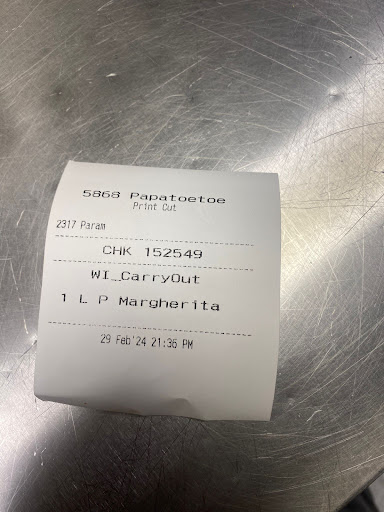 5868 Papatoetoe
Print Cut
2317 Param
CHK 152549
WI_CarryOut
1 L P Margherita
29 Feb'24 21:36 PM